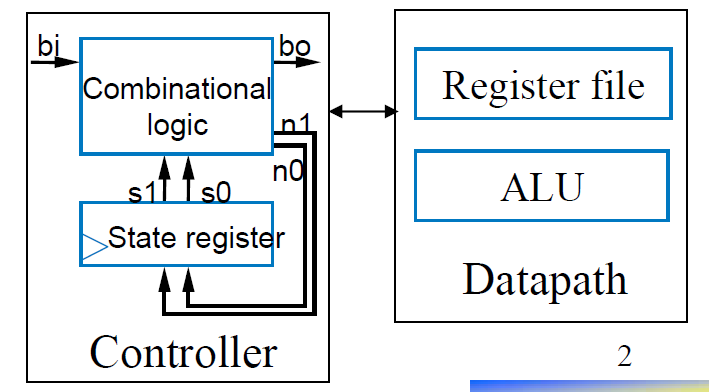 bi
bo
Combinational
logic
n1
n0
s1
s0
State register
Controller
Register file
ALU
Datapath
2